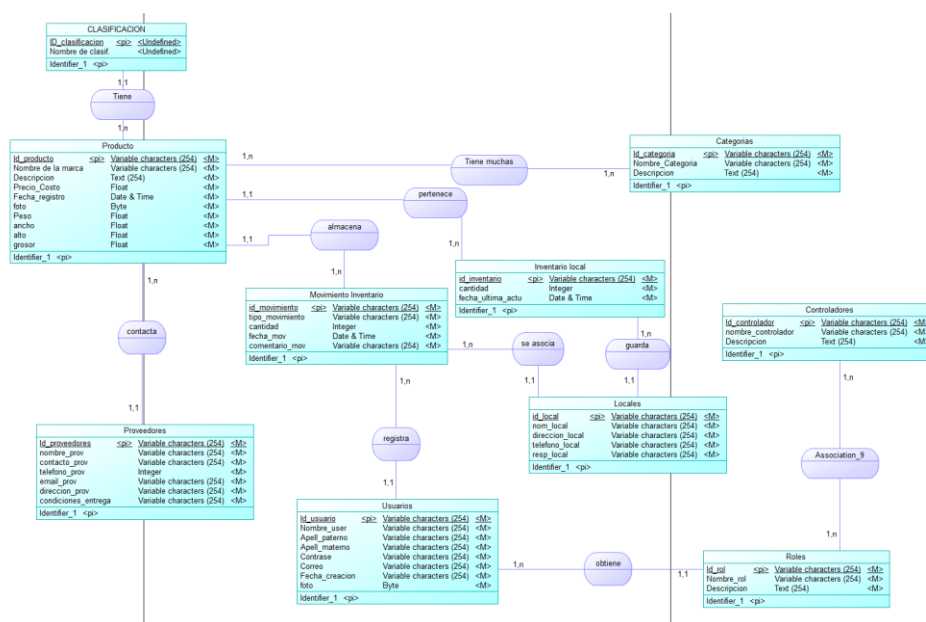 CLASIFICACION
ID_clasificacion <pi> <Undefined>
Nombre de clasif. <Undefined>
Identifier_1 <pi>
1,1
Tiene
1,n
Producto
Id_producto <pi> Variable characters (254) <M>
Nombre de la marca Variable characters (254) <M>
Descripcion Text (254) <M>
Precio_Costo Float <M>
Fecha_registro Date & Time <M>
foto Byte <M>
Peso Float <M>
ancho Float <M>
alto Float <M>
grosor Float <M>
Identifier_1 <pi>
1,n
Tiene muchas
1,n
Categorias
Id_categoria <pi> Variable characters (254) <M>
Nombre_Categoria Variable characters (254) <M>
Descripcion Text (254) <M>
Identifier_1 <pi>
1,1
pertenece
1,n
1,1
almacena
1,n
Inventario local
id_inventario <pi> Variable characters (254) <M>
cantidad Integer <M>
fecha_ultima_actu Date & Time <M>
Identifier_1 <pi>
Movimiento Inventario
id_movimiento <pi> Variable characters (254) <M>
tipo_movimiento Variable characters (254) <M>
cantidad Integer <M>
fecha_mov Date & Time <M>
comentario_mov Variable characters (254) <M>
Identifier_1 <pi>
Controladores
Id_controlador <pi> Variable characters (254) <M>
nombre_controlador Variable characters (254) <M>
Descripcion Text (254) <M>
Identifier_1 <pi>
1,n
contacta
1,1
1,n
se asocia
1,1
1,n
guarda
1,1
Locales
id_local <pi> Variable characters (254) <M>
nom_local Variable characters (254) <M>
direccion_local Variable characters (254) <M>
telefono_local Variable characters (254) <M>
resp_local Variable characters (254) <M>
Identifier_1 <pi>
1,n
Association_9
1,n
Proveedores
Id_proveedores <pi> Variable characters (254) <M>
nombre_prov Variable characters (254) <M>
contacto_prov Variable characters (254) <M>
telefono_prov Integer <M>
email_prov Variable characters (254) <M>
direccion_prov Variable characters (254) <M>
condiciones_entrega Variable characters (254) <M>
Identifier_1 <pi>
1,n
registra
1,1
Usuarios
Id_usuario <pi> Variable characters (254) <M>
Nombre_user Variable characters (254) <M>
Apell_paterno Variable characters (254) <M>
Apell_materno Variable characters (254) <M>
Contrase Variable characters (254) <M>
Correo Variable characters (254) <M>
Fecha_creacion Variable characters (254) <M>
foto Byte <M>
Identifier_1 <pi>
1,n
obtiene
1,1
Roles
Id_rol <pi> Variable characters (254) <M>
Nombre_rol Variable characters (254) <M>
Descripcion Text (254) <M>
Identifier_1 <pi>